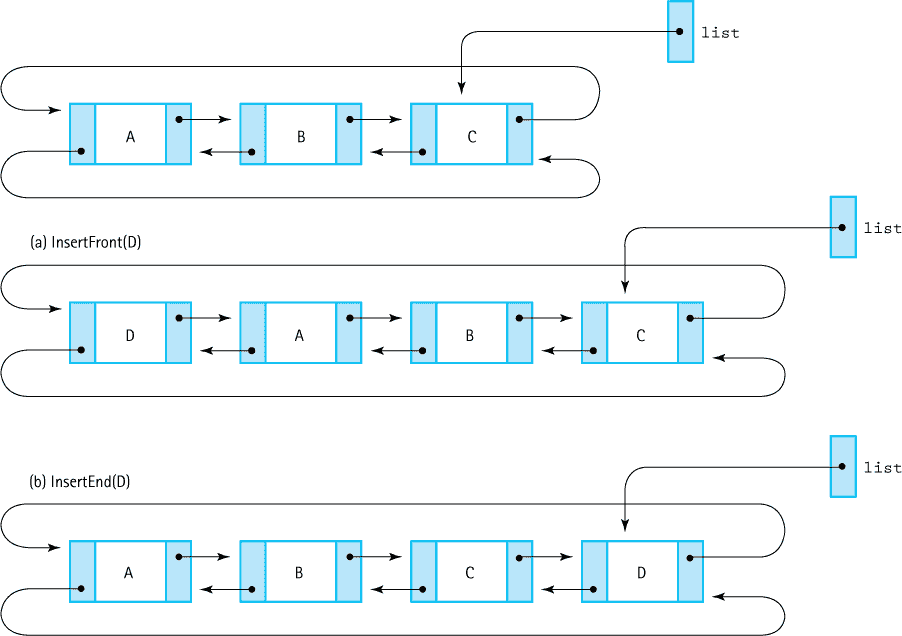 list
A
B
C
list
(a) InsertFront(D)
D
A
B
C
list
(b) InsertEnd(D)
A
B
C
D